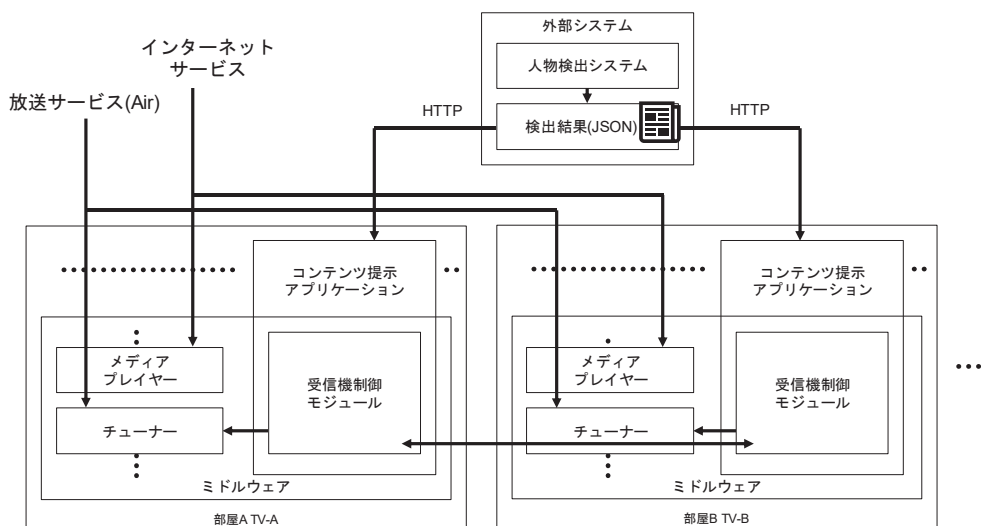 外部システム
人物検出システム
検出結果(JSON)
HTTP
HTTP
インターネット
サービス
放送サービス(Air)
コンテンツ提示
アプリケーション
メディア
プレイヤー
受信機制御
モジュール
チューナー
ミドルウェア
部屋A TV-A
コンテンツ提示
アプリケーション
メディア
プレイヤー
受信機制御
モジュール
チューナー
ミドルウェア
部屋B TV-B